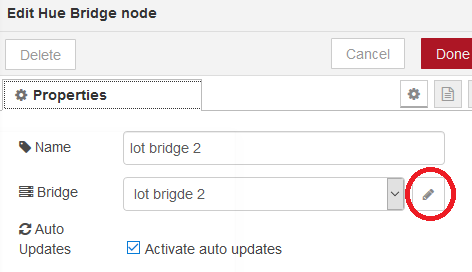 Edit Hue Bridge node
Delete Cancel Done
Properties
Name lot bridge 2
Bridge lot brigde 2
Auto
Updates Activate auto updates